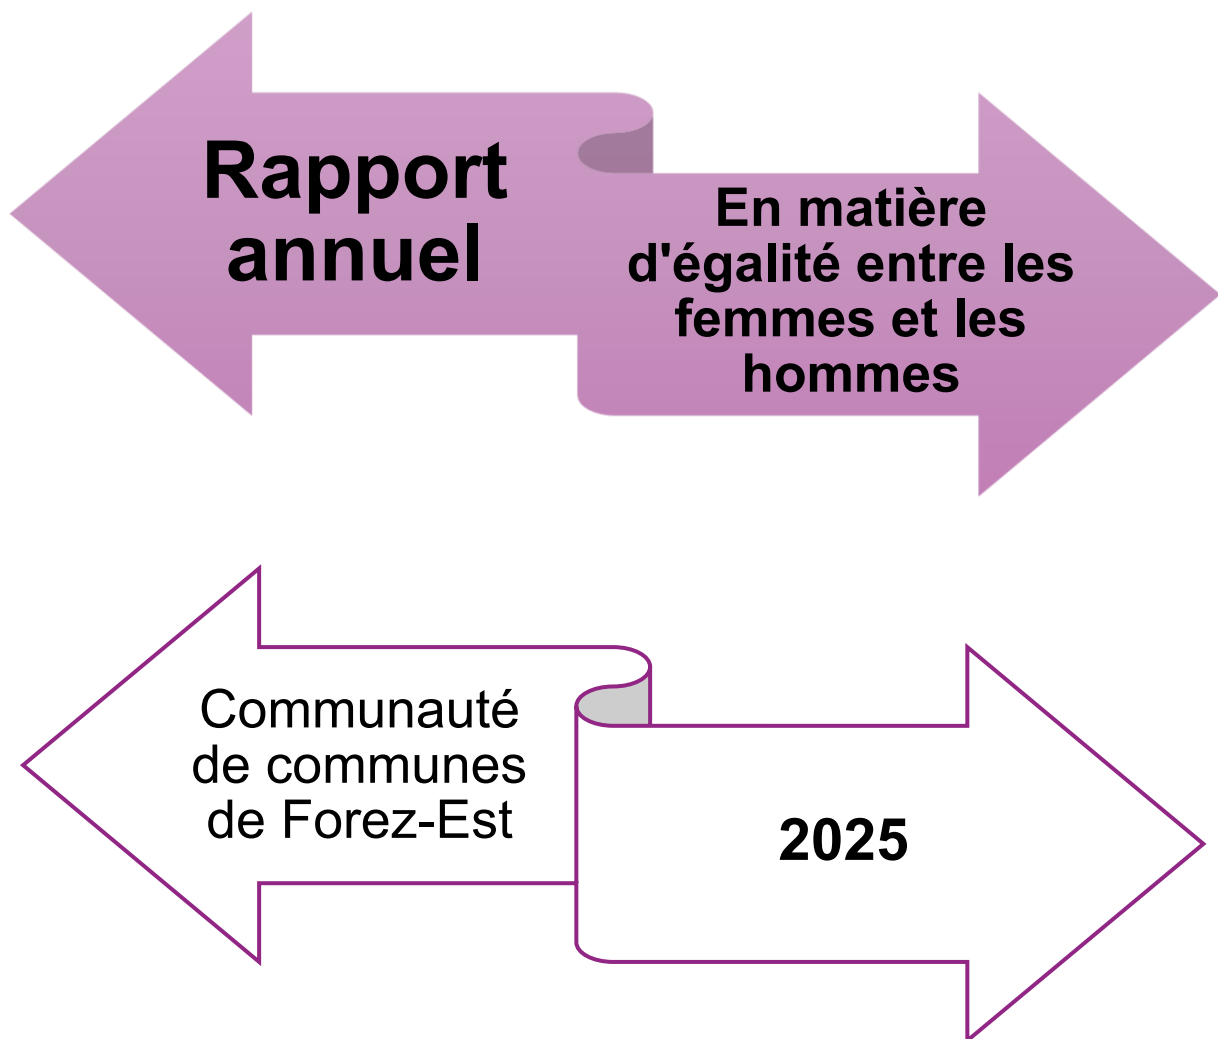 Rapport
annuel
En matière
d'égalité entre les
femmes et les
hommes
Communauté
de communes
de Forez-Est
2025